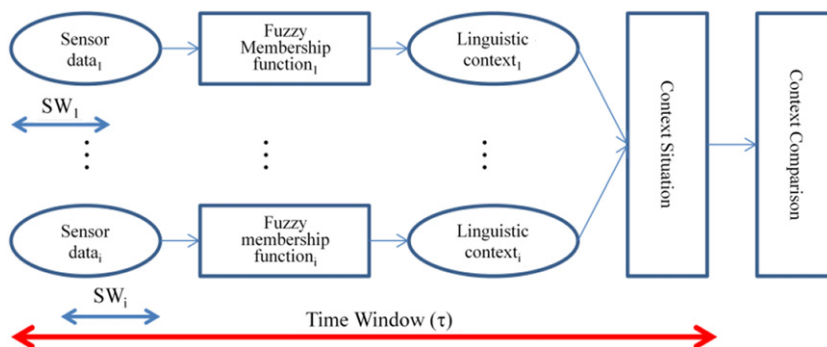 Sensor
data1
Fuzzy
Membership
function1
Linguistic
context1
SW1
Sensor
datai
Fuzzy
membership
functioni
Linguistic
contexti
SWi
Context Situation
Context Comparison
Time Window (τ)